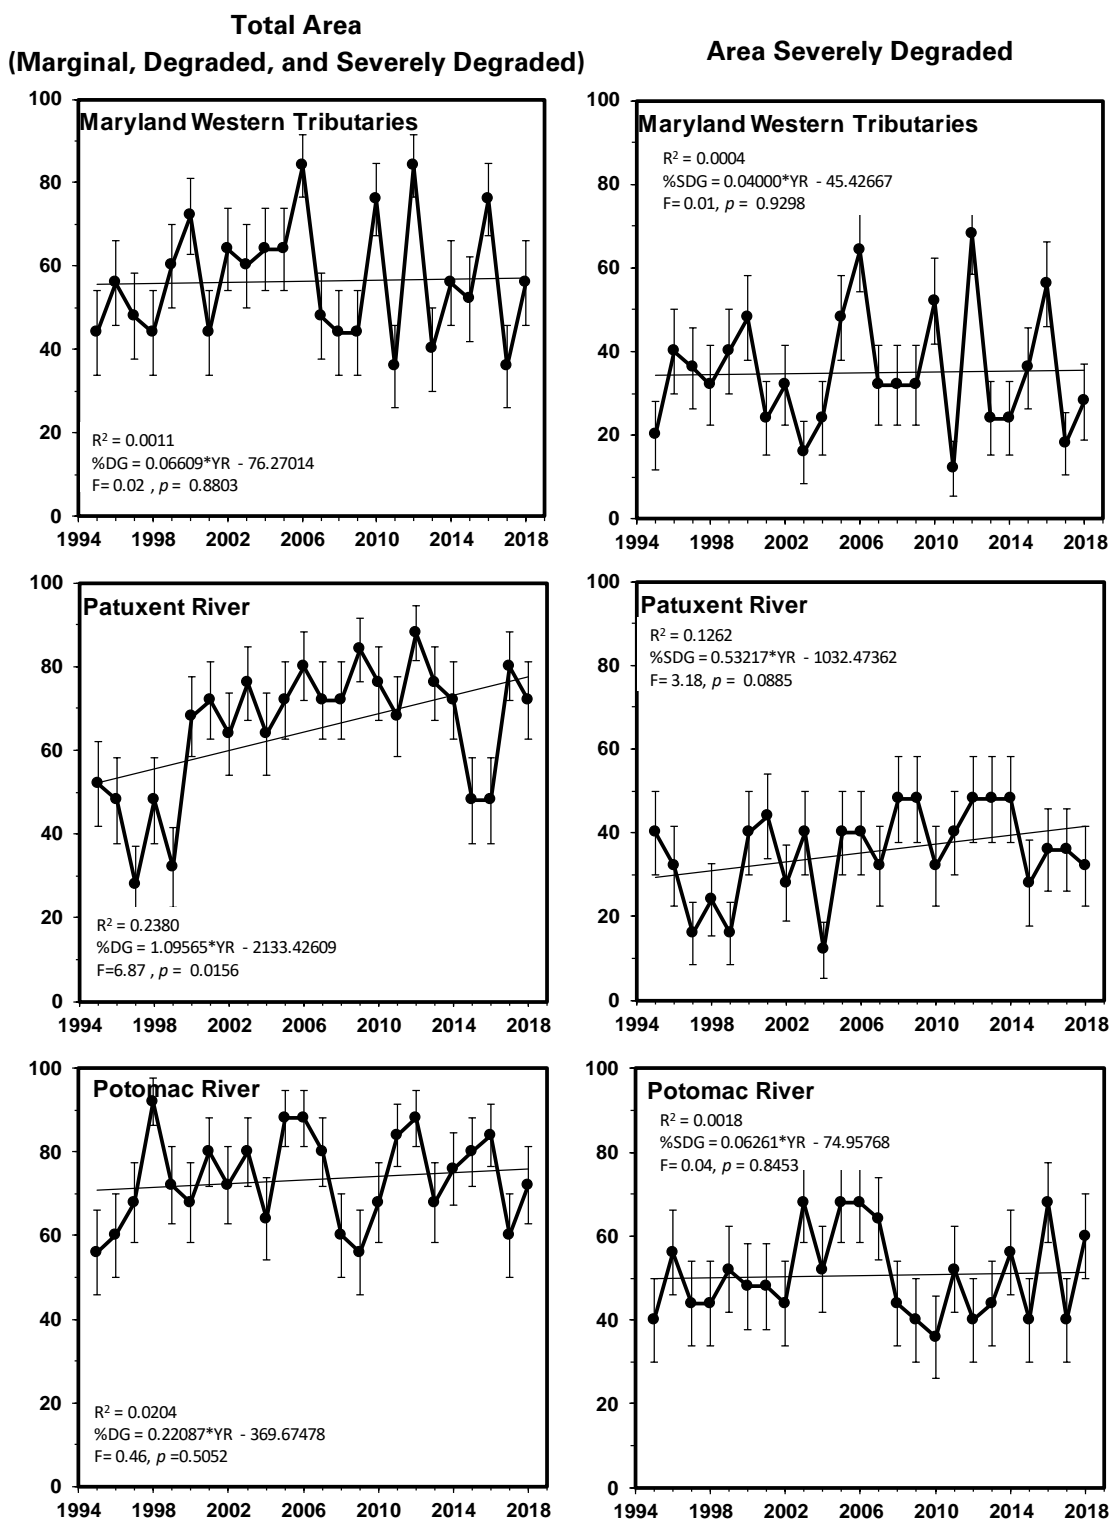 Total Area
(Marginal, Degraded, and Severely Degraded)
Area Severely Degraded
Maryland Western Tributaries
100
80
60
40
20
0
R² = 0.0011
%DG = 0.06609*YR - 76.27014
F= 0.02 , p = 0.8803
1994 1998 2002 2006 2010 2014 2018
Maryland Western Tributaries
R² = 0.0004
%SDG = 0.04000*YR - 45.42667
F= 0.01, p = 0.9298
100
80
60
40
20
0
1994 1998 2002 2006 2010 2014 2018
Patuxent River
100
80
60
40
20
0
R² = 0.2380
%DG = 1.09565*YR - 2133.42609
F=6.87 , p = 0.0156
1994 1998 2002 2006 2010 2014 2018
Patuxent River
R² = 0.1262
%SDG = 0.53217*YR - 1032.47362
F= 3.18, p = 0.0885
100
80
60
40
20
0
1994 1998 2002 2006 2010 2014 2018
Potomac River
100
80
60
40
20
0
R² = 0.0204
%DG = 0.22087*YR - 369.67478
F= 0.46, p =0.5052
1994 1998 2002 2006 2010 2014 2018
Potomac River
R² = 0.0018
%SDG = 0.06261*YR - 74.95768
F= 0.04, p = 0.8453
100
80
60
40
20
0
1994 1998 2002 2006 2010 2014 2018